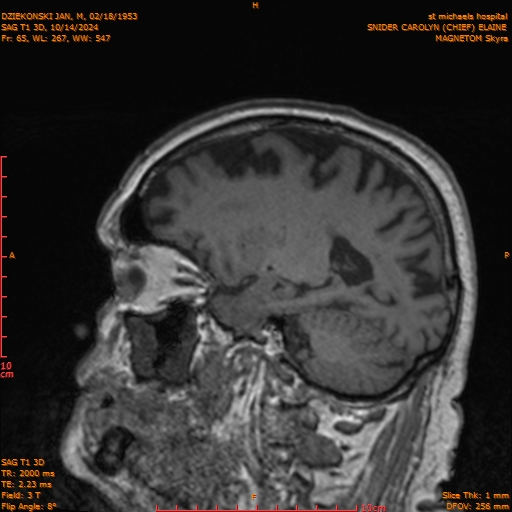 H
DZIEKONSKI JAN, M, 02/18/1953
SAG T1 3D, 10/14/2024
Fr: 65, WL: 267, WW: 547
st michaels hospital
SNIDER CAROLYN (CHIEF) ELAINE
MAGNETOM Skyra
A
P
10
cm
SAG T1 3D
TR: 2000 ms
TE: 2.23 ms
Field: 3 T
Flip Angle: 8°
F
10cm
Slice Thk: 1 mm
DFOV: 256 mm